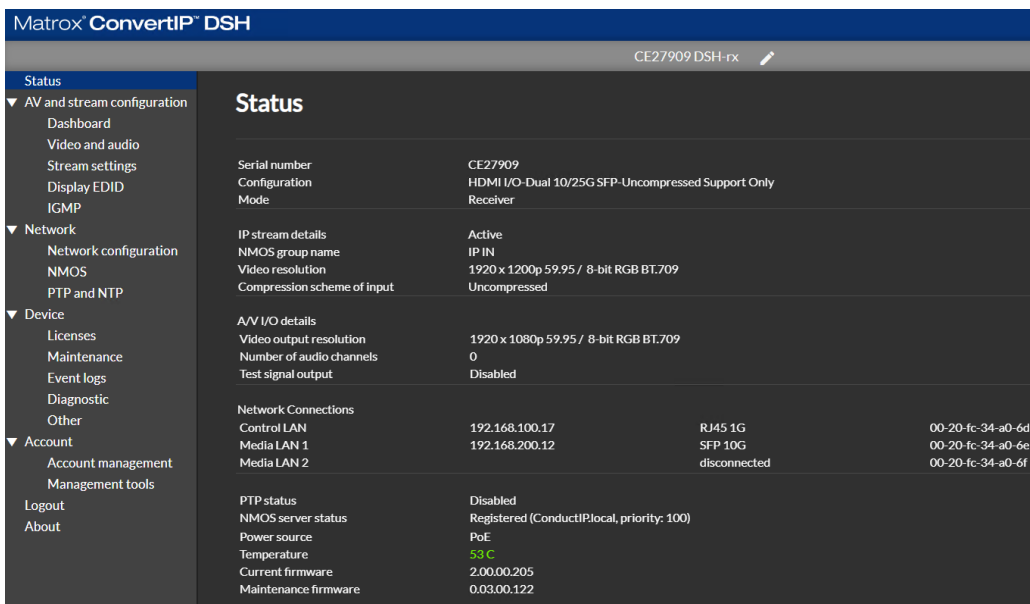 Matrox® ConvertIP™ DSH
CE27909 DSH-rx
Status
AV and stream configuration
Dashboard
Video and audio
Stream settings
Display EDID
IGMP
Network
Network configuration
NMOS
PTP and NTP
Device
Licenses
Maintenance
Event logs
Diagnostic
Other
Account
Account management
Management tools
Logout
About
Status
Serial number CE27909
Configuration HDMI I/O-Dual 10/25G SFP-Uncompressed Support Only
Mode Receiver
IP stream details Active
NMOS group name IP IN
Video resolution 1920 x 1200p 59.95 / 8-bit RGB BT.709
Compression scheme of input Uncompressed
A/V I/O details
Video output resolution 1920 x 1080p 59.95 / 8-bit RGB BT.709
Number of audio channels 0
Test signal output Disabled
Network Connections
Control LAN 192.168.100.17 RJ45 1G 00-20-fc-34-a0-6d
Media LAN 1 192.168.200.12 SFP 10G 00-20-fc-34-a0-6e
Media LAN 2 disconnected 00-20-fc-34-a0-6f
PTP status Disabled
NMOS server status Registered (ConductIP.local, priority: 100)
Power source PoE
Temperature 53 C
Current firmware 2.00.00.205
Maintenance firmware 0.03.00.122